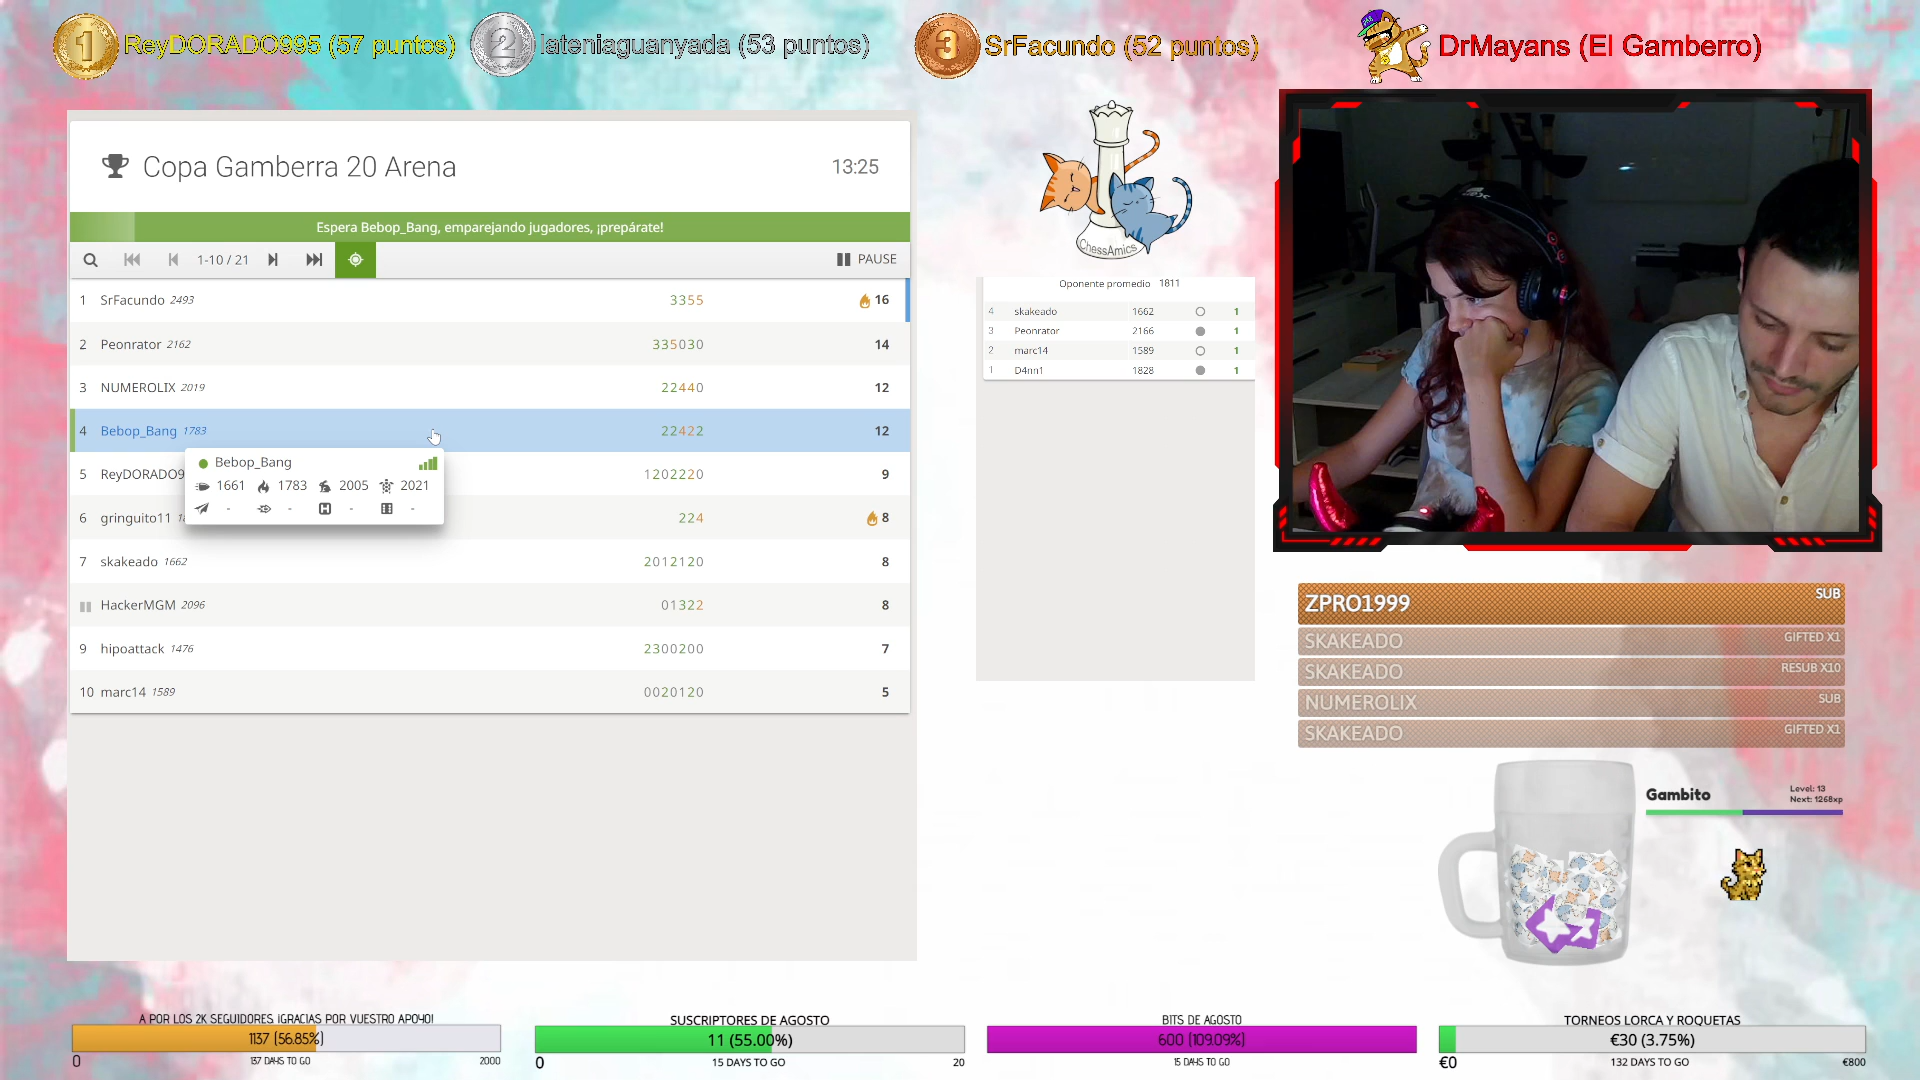 ReyDORADO995 (57 puntos)
lateniaguanyada (53 puntos)
SrFacundo (52 puntos)
DrMayans (El Gamberro)
Copa Gamberra 20 Arena
13:25
Espera Bebop_Bang, emparejando jugadores, ¡prepárate!
1-10 / 21
PAUSE
1 SrFacundo 2493 3355 16
2 Peonrator 2162 335030 14
3 NUMEROLIX 2019 22440 12
4 Bebop_Bang 1783 22422 12
5 ReyDORADO9 1202220 9
6 gringuito11 224 8
7 skakeado 1662 2012120 8
HackerMGM 2096 01322 8
9 hipoattack 1476 2300200 7
10 marc14 1589 0020120 5
Bebop_Bang
1661 1783 2005 2021
- - - -
ChessAmics
Oponente promedio 1811
4 skakeado 1662 1
3 Peonrator 2166 1
2 marc14 1589 1
1 D4nn1 1828 1
ZPRO1999 SUB
SKAKEADO GIFTED X1
SKAKEADO RESUB X10
NUMEROLIX SUB
SKAKEADO GIFTED X1
Gambito
Level: 13
Next: 1268xp
A POR LOS 2K SEGUIDORES ¡GRACIAS POR VUESTRO APOYO!
1137 (56.85%)
0 137 DAYS TO GO 2000
SUSCRIPTORES DE AGOSTO
11 (55.00%)
0 15 DAYS TO GO 20
BITS DE AGOSTO
600 (109.09%)
15 DAYS TO GO
TORNEOS LORCA Y ROQUETAS
€30 (3.75%)
€0 132 DAYS TO GO €800